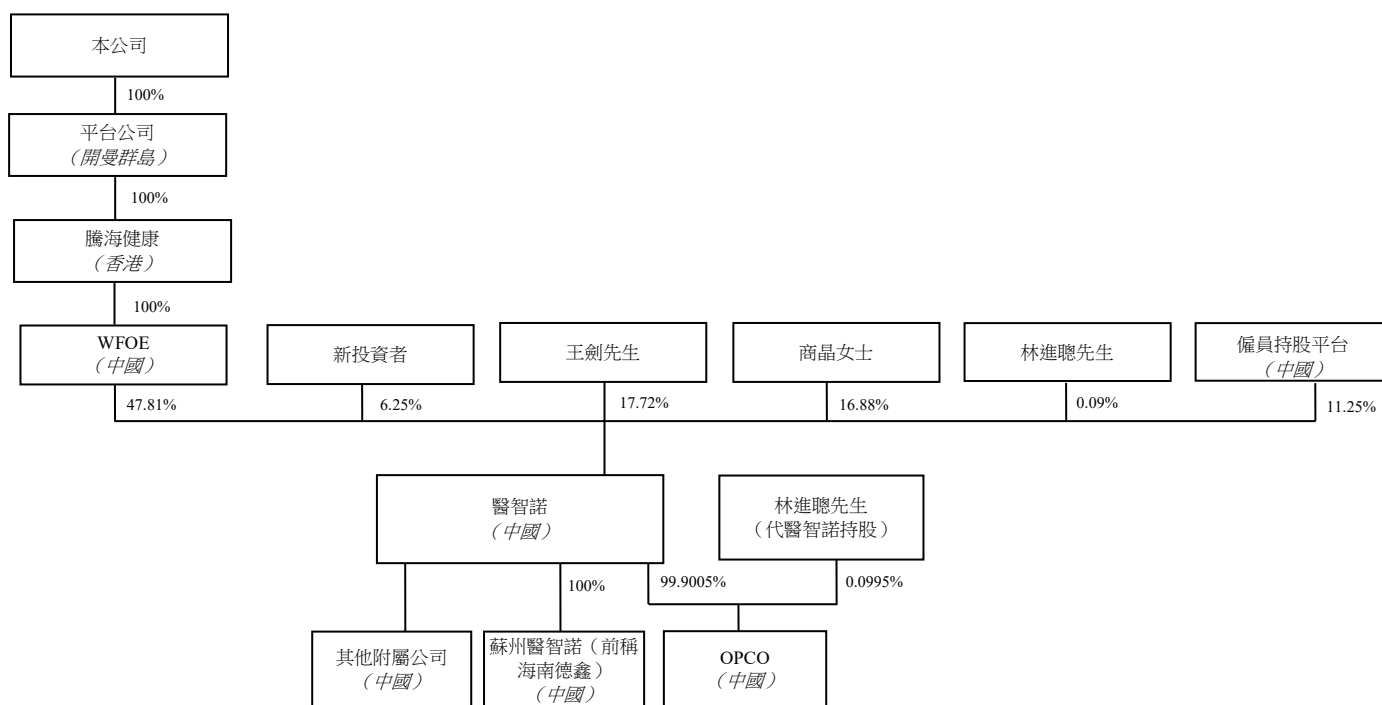 本公司
100%
平台公司
（開曼群島）
100%
騰海健康
（香港）
100%
WFOE
（中國）
新投資者
王劍先生
商晶女士
林進聰先生
僱員持股平台
（中國）
47.81%
6.25%
17.72%
16.88%
0.09%
11.25%
醫智諾
（中國）
林進聰先生
（代醫智諾持股）
100%
99.9005%
0.0995%
其他附屬公司
（中國）
蘇州醫智諾（前稱
海南德鑫）
（中國）
OPCO
（中國）